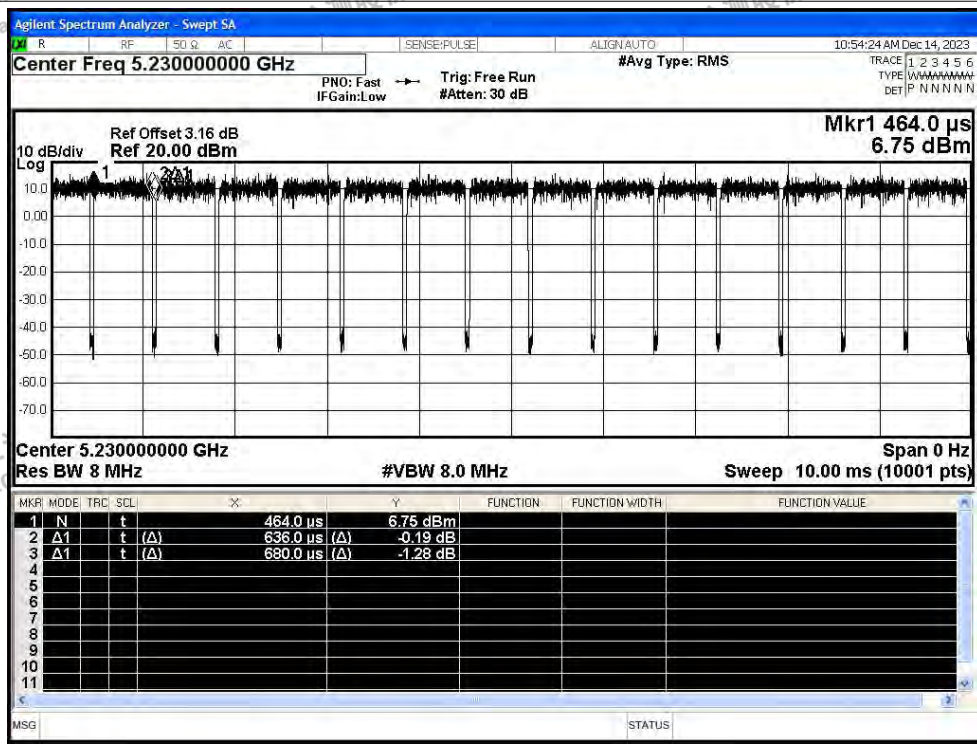 Agilent Spectrum Analyzer - Swept SA
R RF 50 Ω AC SENSE:PULSE ALIGN AUTO 10:54:24 AM Dec 14, 2023
Center Freq 5.230000000 GHz
PNO: Fast
IFGain:Low
Trig: Free Run
#Atten: 30 dB
#Avg Type: RMS
TRACE 1 2 3 4 5 6
TYPE WWWWWW
DET P N N N N N
Mkr1 464.0 µs
6.75 dBm
Ref Offset 3.16 dB
10 dB/div Ref 20.00 dBm
Log
1
10.0
0.00
-10.0
-20.0
-30.0
-40.0
-50.0
-60.0
-70.0
Center 5.230000000 GHz Span 0 Hz
Res BW 8 MHz #VBW 8.0 MHz Sweep 10.00 ms (10001 pts)
MKR MODE TRC SCL X Y FUNCTION FUNCTION WIDTH FUNCTION VALUE
1 N t 464.0 µs 6.75 dBm
2 Δ1 t (Δ) 636.0 µs (Δ) -0.19 dB
3 Δ1 t (Δ) 680.0 µs (Δ) -1.28 dB
4
5
6
7
8
9
10
11
MSG STATUS